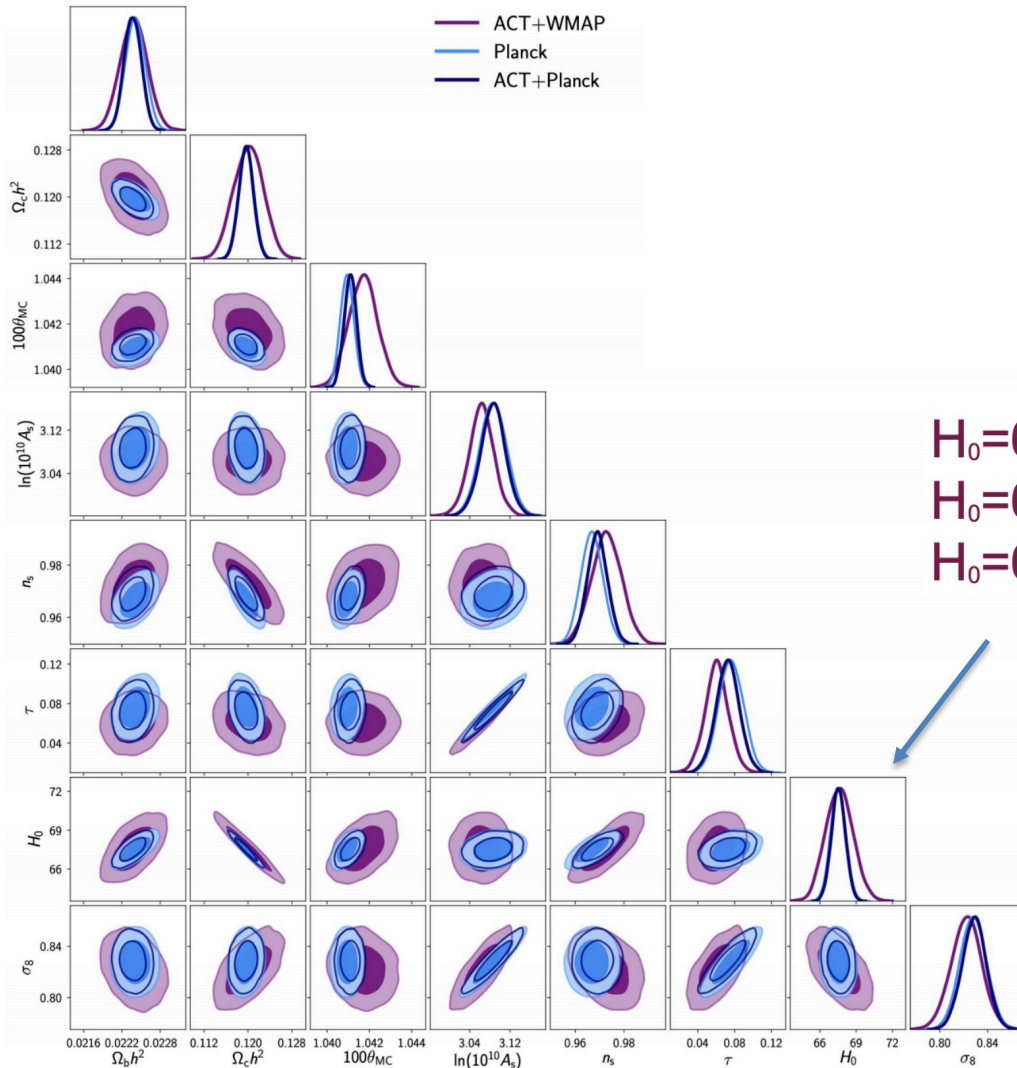 ACT+WMAP
Planck
ACT+Planck
0.128
0.120
0.112
Ωch²
1.044
1.042
1.040
100θMC
3.12
3.04
ln(10¹⁰As)
H₀=
H₀=
H₀=
0.98
0.96
ns
0.12
0.08
0.04
τ
72
69
66
H₀
0.84
0.80
σ₈
0.0216 0.0222 0.0228 0.112 0.120 0.128 1.040 1.042 1.044 3.04 3.12 0.96 0.98 0.04 0.08 0.12 66 69 72 0.80 0.84
Ωbh² Ωch² 100θMC ln(10¹⁰As) ns τ H₀ σ₈